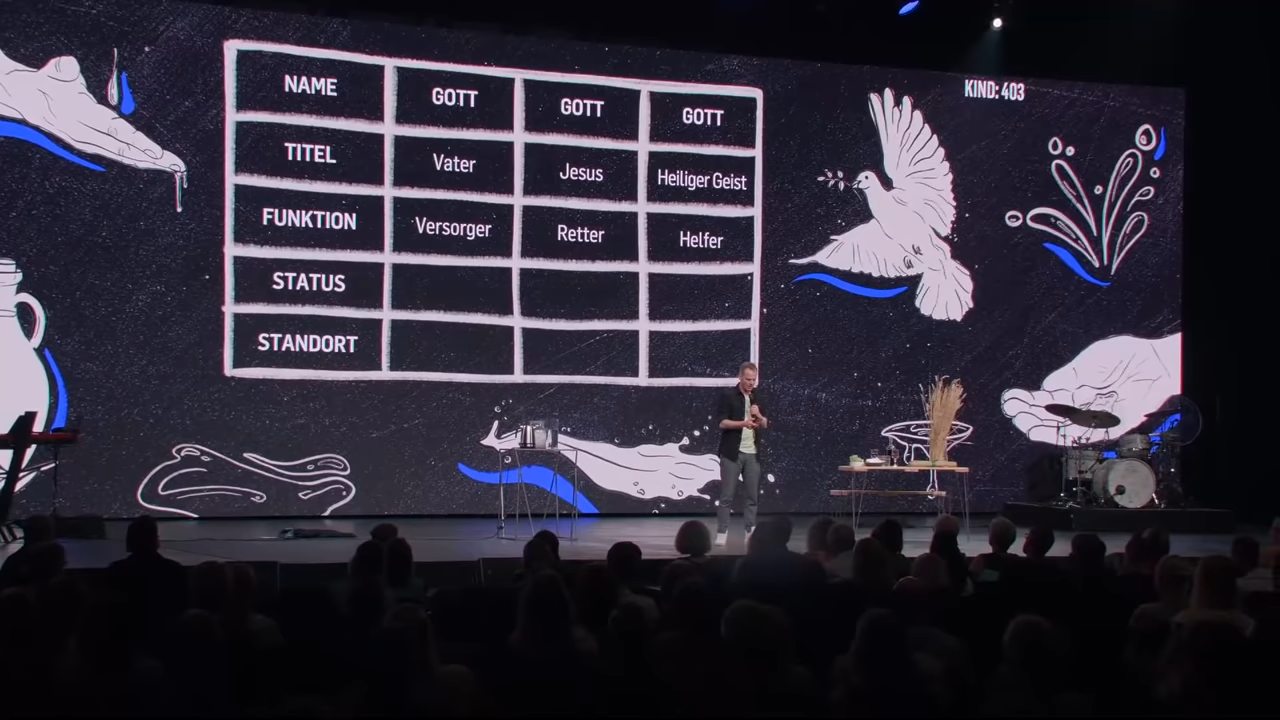 NAME GOTT GOTT GOTT
TITEL Vater Jesus Heiliger Geist
FUNKTION Versorger Retter Helfer
STATUS
STANDORT
KIND: 403